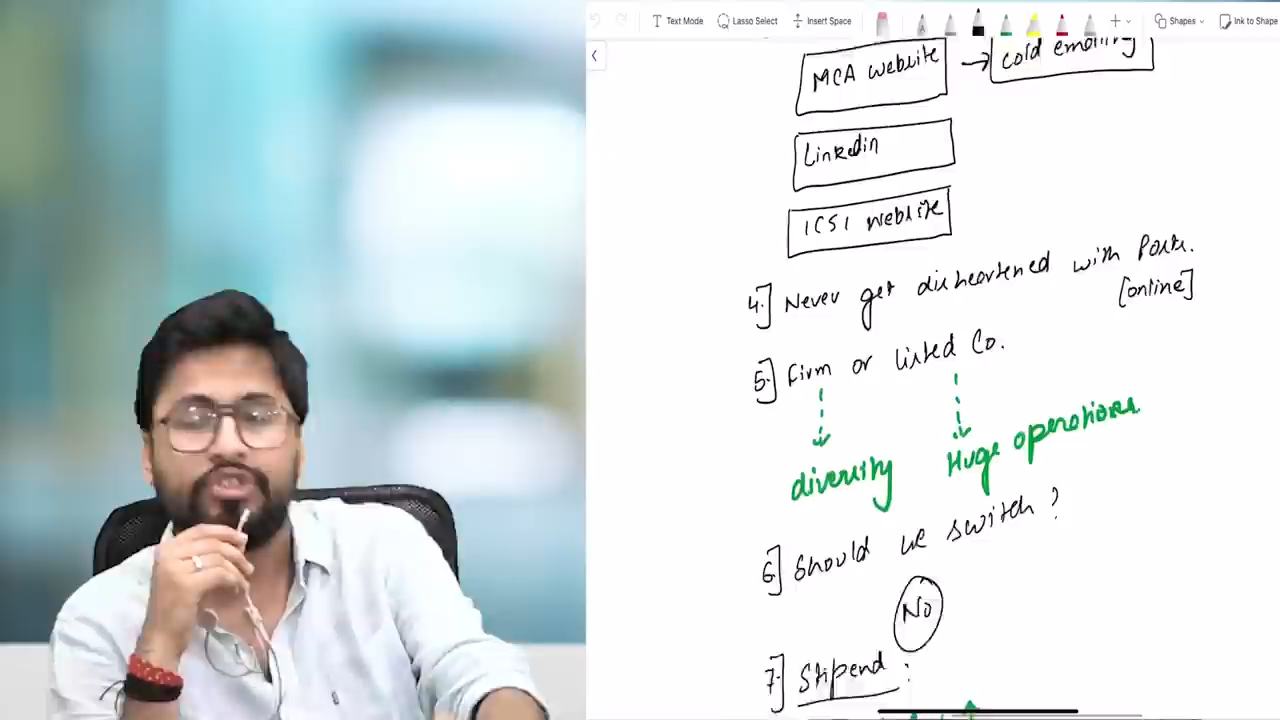 Text Mode
Lasso Select
Insert Space
Shapes
Ink to Shape
MCA website
cold emailing
Linkedin
ICSI website
4.] Never get disheartened with Posts.
[online]
5.] Firm or listed Co.
diversity
Huge operations
6] Should we switch?
No
7] Stipend :